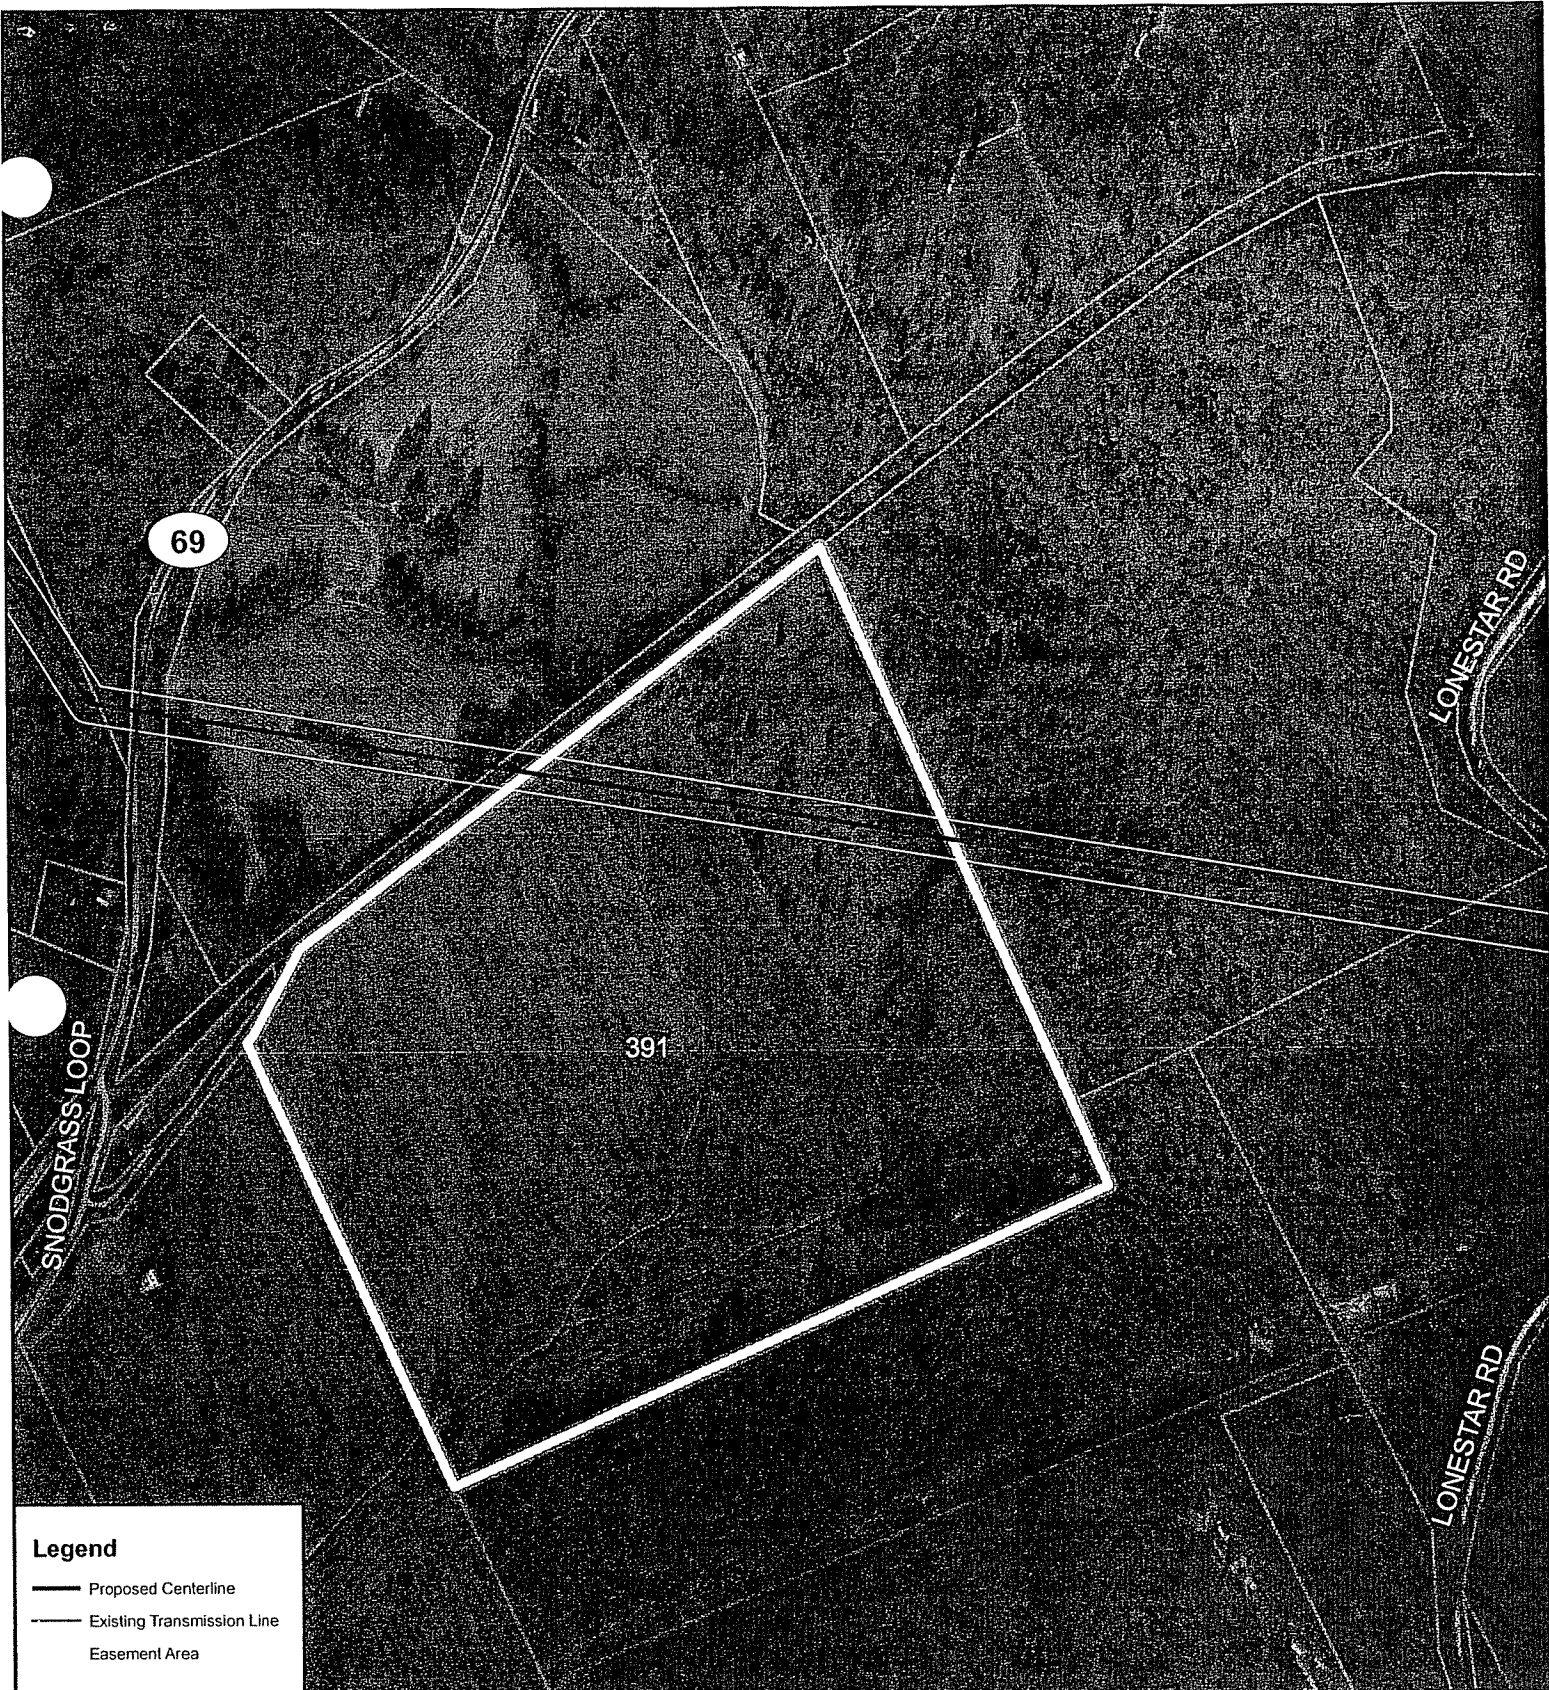 69
LONESTAR RD
391
SNODGRASS LOOP
LONESTAR RD
Legend
Proposed Centerline
Existing Transmission Line
Easement Area